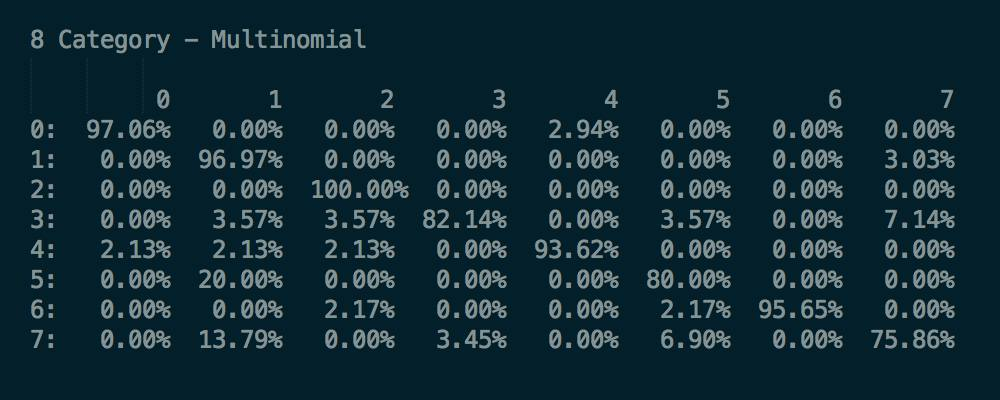 8 Category – Multinomial
0 1 2 3 4 5 6 7
0: 97.06% 0.00% 0.00% 0.00% 2.94% 0.00% 0.00% 0.00%
1: 0.00% 96.97% 0.00% 0.00% 0.00% 0.00% 0.00% 3.03%
2: 0.00% 0.00% 100.00% 0.00% 0.00% 0.00% 0.00% 0.00%
3: 0.00% 3.57% 3.57% 82.14% 0.00% 3.57% 0.00% 7.14%
4: 2.13% 2.13% 2.13% 0.00% 93.62% 0.00% 0.00% 0.00%
5: 0.00% 20.00% 0.00% 0.00% 0.00% 80.00% 0.00% 0.00%
6: 0.00% 0.00% 2.17% 0.00% 0.00% 2.17% 95.65% 0.00%
7: 0.00% 13.79% 0.00% 3.45% 0.00% 6.90% 0.00% 75.86%